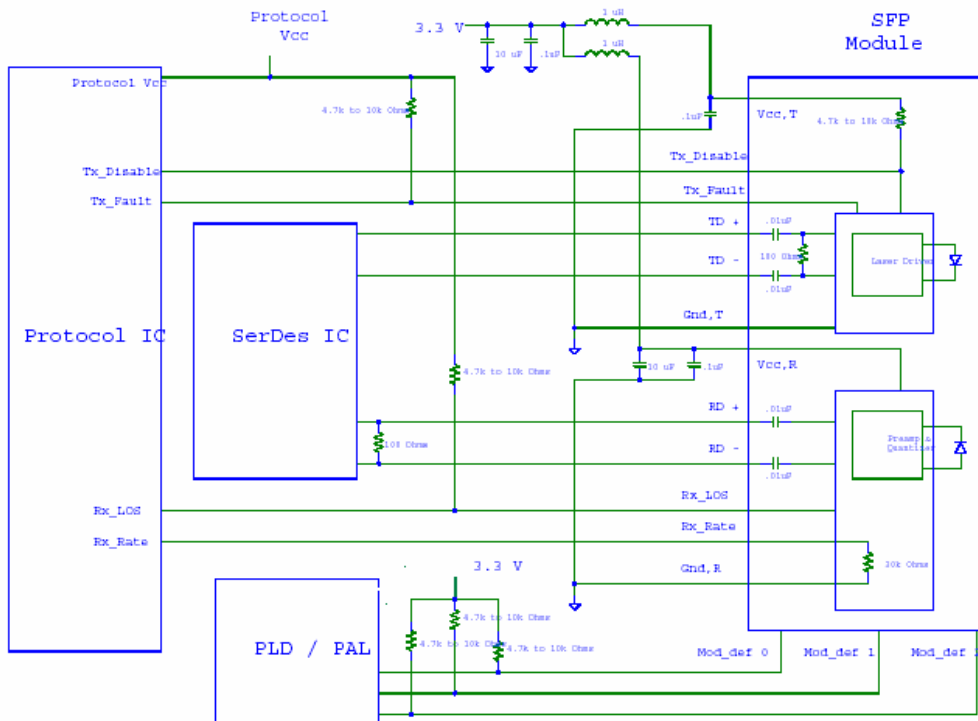 Protocol
Vcc
3.3 V
1 uH
1 uH
10 uF
.1uF
SFP
Module
Protocol Vcc
4.7k to 10k Ohms
.1uF
Vcc,T
4.7k to 10k Ohms
Tx_Disable
Tx_Disable
Tx_Fault
Tx_Fault
TD +
.01uF
100 Ohms
TD -
.01uF
Laser Driver
Gnd,T
Protocol IC
SerDes IC
4.7k to 10k Ohms
10 uF
.1uF
Vcc,R
RD +
.01uF
100 Ohms
RD -
.01uF
Preamp &
Quantizer
Rx_LOS
Rx_LOS
Rx_Rate
Rx_Rate
30k Ohms
3.3 V
Gnd,R
4.7k to 10k Ohms
4.7k to 10k Ohms
4.7k to 10k Ohms
PLD / PAL
Mod_def 0
Mod_def 1
Mod_def